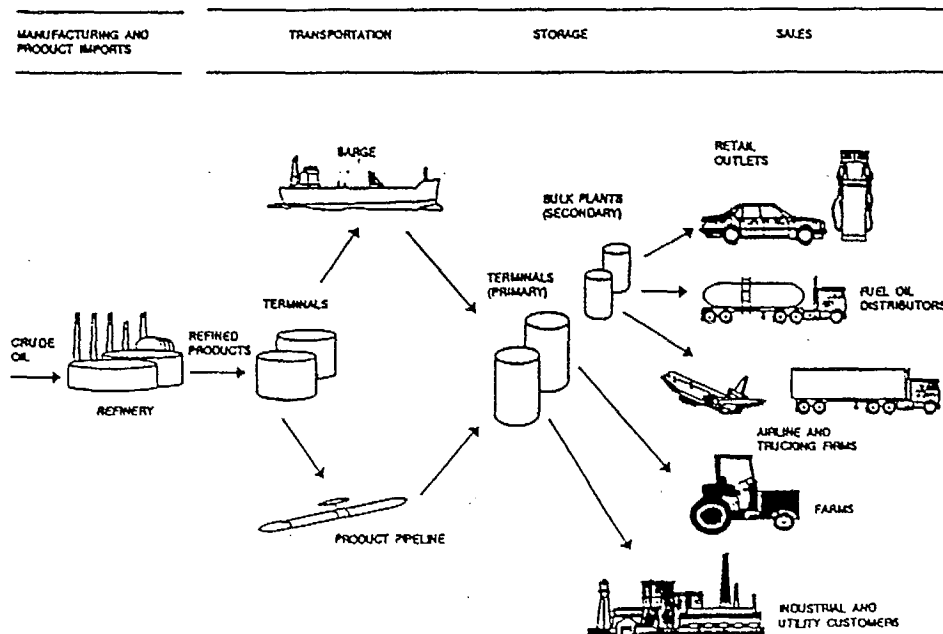 MANUFACTURING AND
PRODUCT IMPORTS
TRANSPORTATION
STORAGE
SALES
BARGE
RETAIL
OUTLETS
BULK PLANTS
(SECONDARY)
TERMINALS
(PRIMARY)
TERMINALS
FUEL OIL
DISTRIBUTORS
CRUDE
OIL
REFINED
PRODUCTS
REFINERY
AIRLINE AND
TRUCKING FIRMS
FARMS
PRODUCT PIPELINE
INDUSTRIAL AND
UTILITY CUSTOMERS